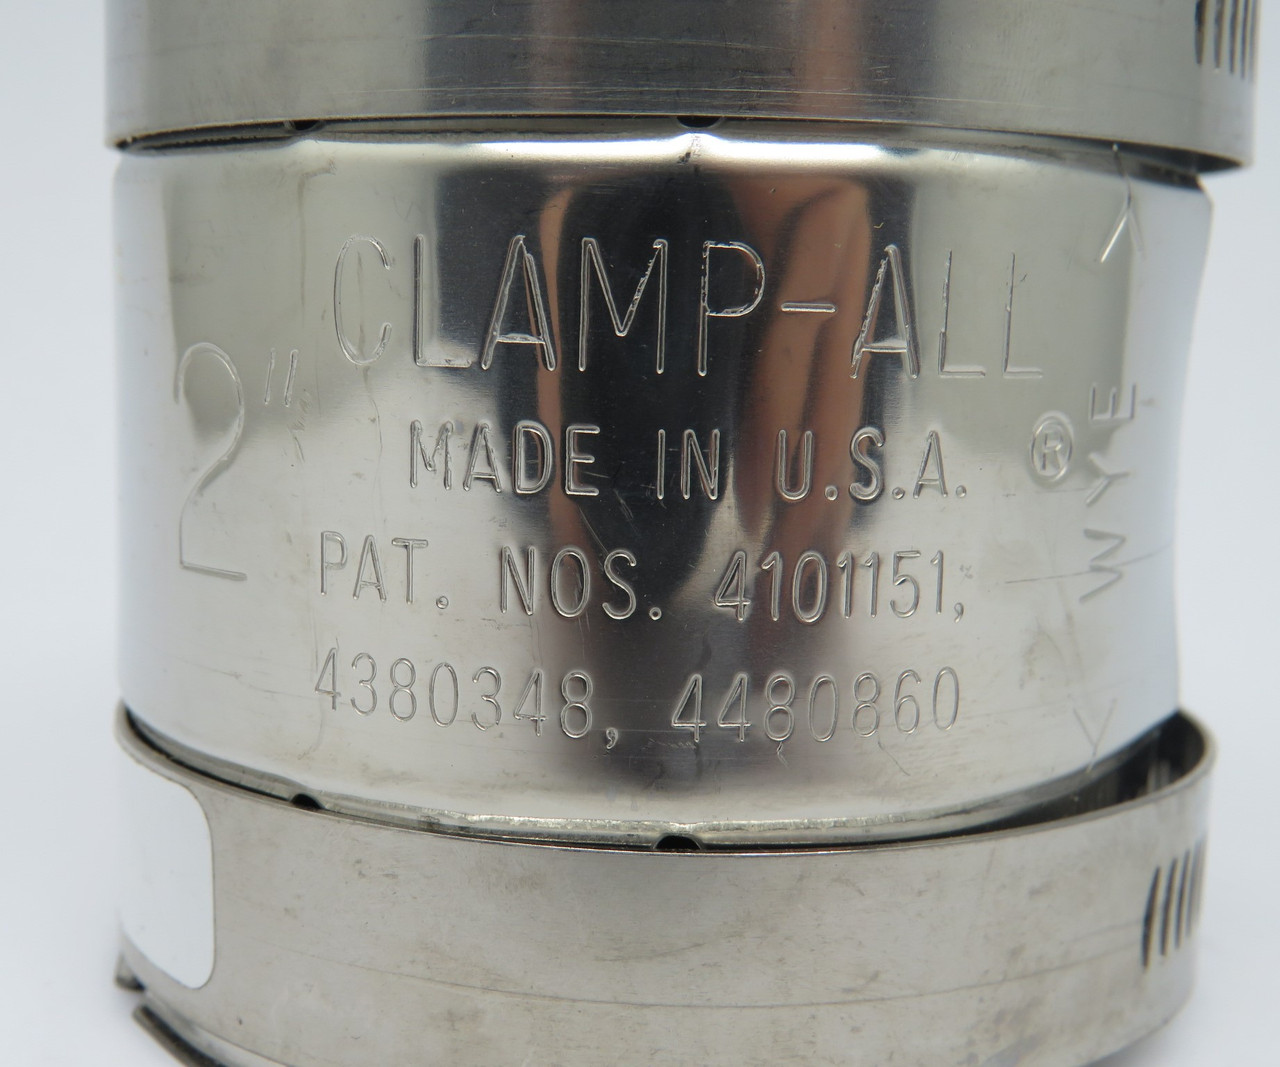 2"
CLAMP-ALL
MADE IN U.S.A. ®
PAT. NOS. 4101151,
4380348, 4480860
WYE